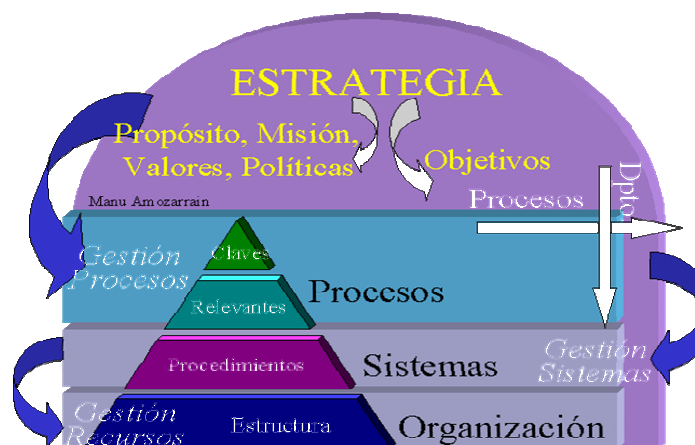 ESTRATEGIA
Propósito, Misión,
Valores, Políticas
Objetivos
Dpto
Manu Amozarrain
Procesos
Gestión
Procesos
Claves
Relevantes
Procesos
Procedimientos
Sistemas
Gestión
Sistemas
Gestión
Recursos
Estructura
Organización